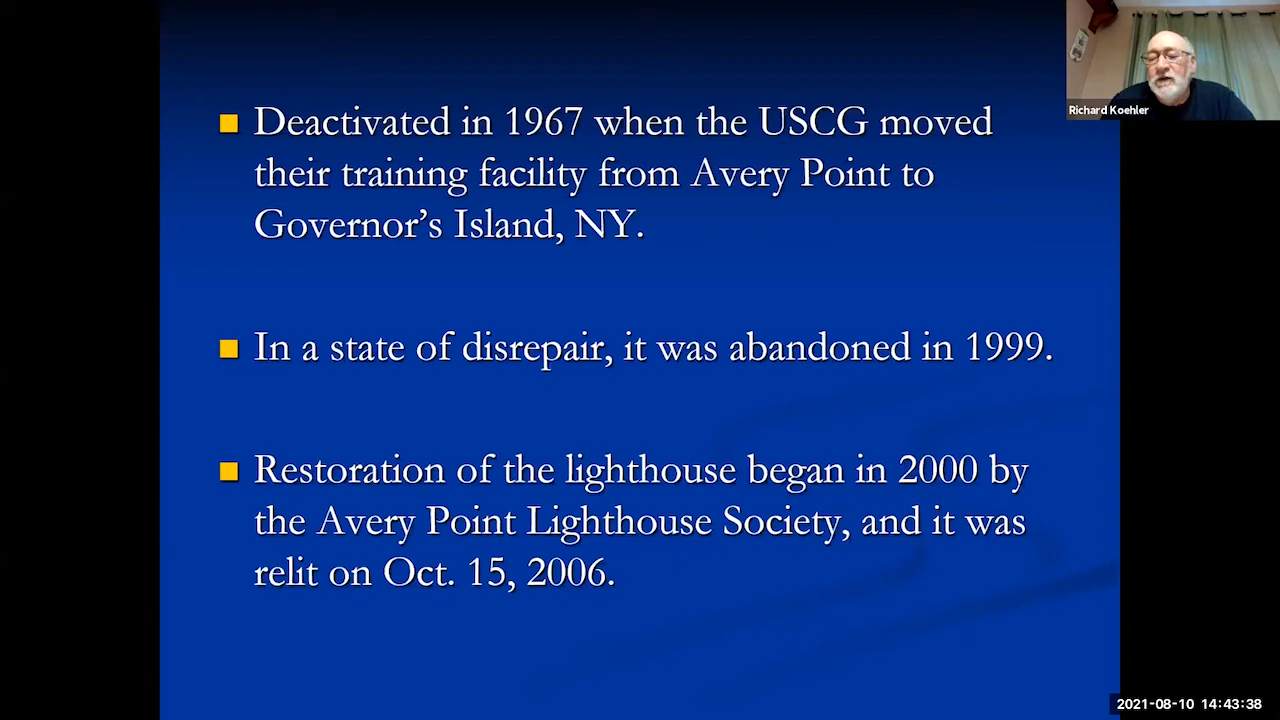 Deactivated in 1967 when the USCG moved
their training facility from Avery Point to
Governor’s Island, NY.
In a state of disrepair, it was abandoned in 1999.
Restoration of the lighthouse began in 2000 by
the Avery Point Lighthouse Society, and it was
relit on Oct. 15, 2006.
Richard Koehler
2021-08-10 14:43:38